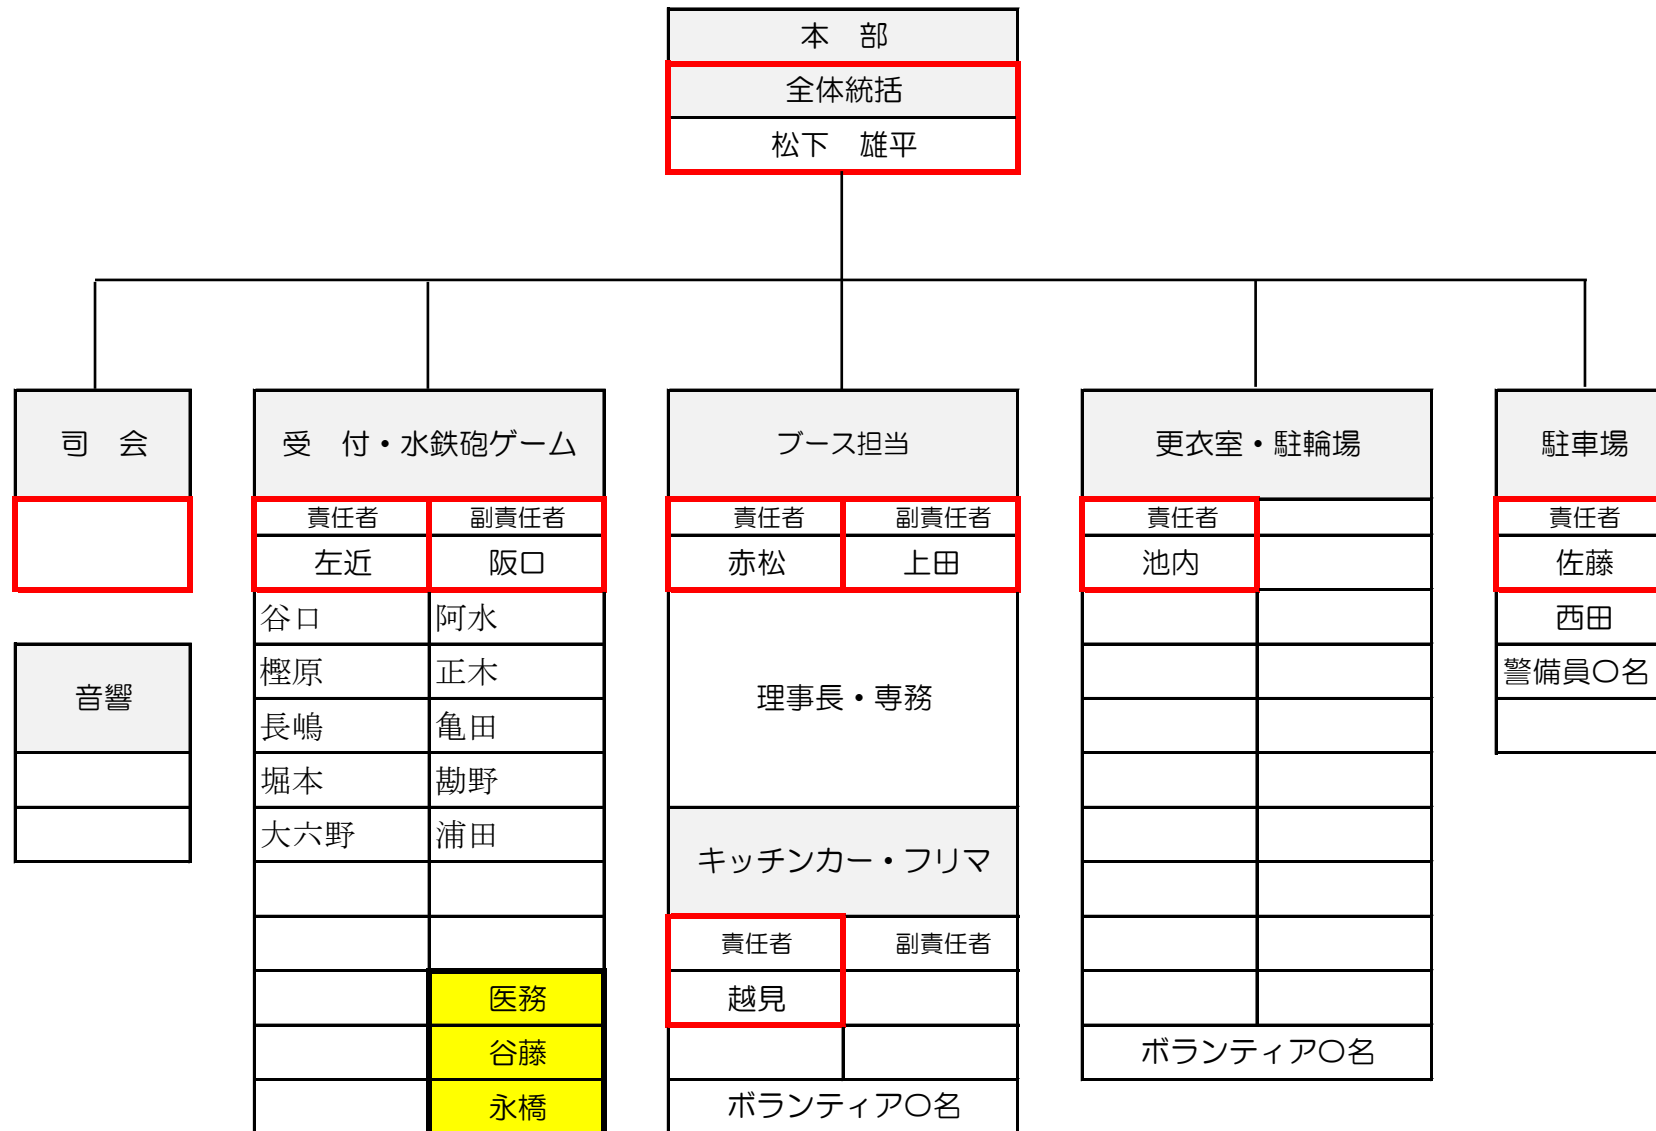 本　部
全体統括
松下　雄平
司　会
音響
受　付・水鉄砲ゲーム
責任者　副責任者
左近　阪口
谷口　阿水
樫原　正木
長嶋　亀田
堀本　勘野
大六野　浦田
医務
谷藤
永橋
ブース担当
責任者　副責任者
赤松　上田
理事長・専務
キッチンカー・フリマ
責任者　副責任者
越見
ボランティア〇名
更衣室・駐輪場
責任者
池内
ボランティア〇名
駐車場
責任者
佐藤
西田
警備員〇名